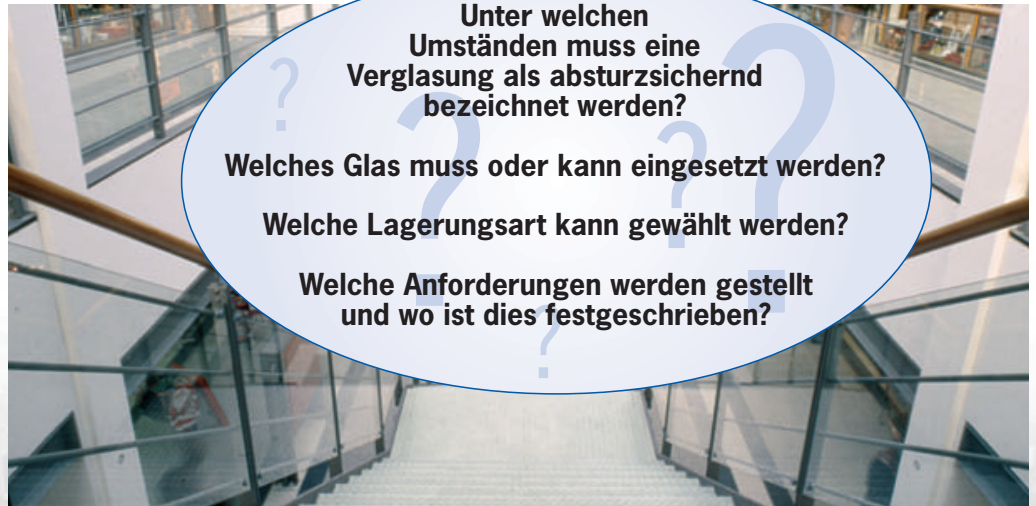 Unter welchen
Umständen muss eine
Verglasung als absturzsichernd
bezeichnet werden?
Welches Glas muss oder kann eingesetzt werden?
Welche Lagerungsart kann gewählt werden?
Welche Anforderungen werden gestellt
und wo ist dies festgeschrieben?
? ? ? ? ?